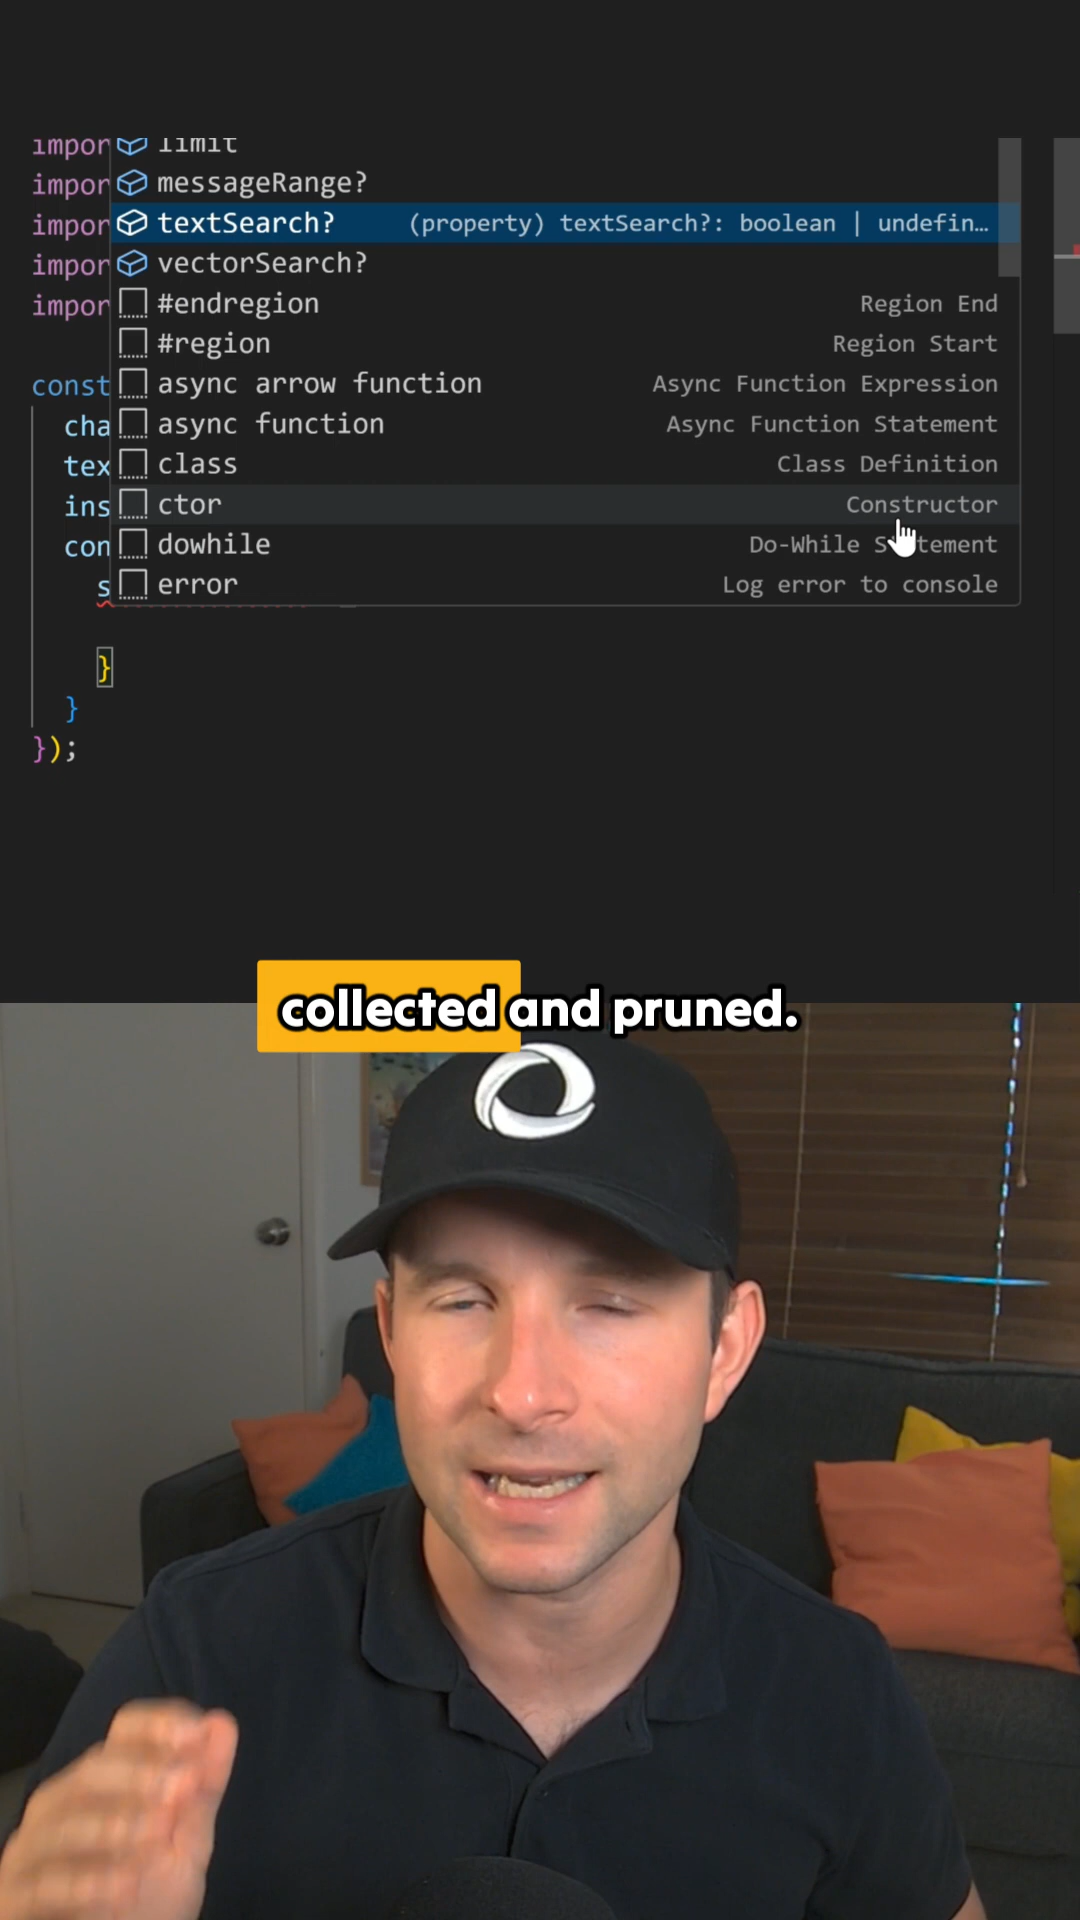 impor limit
impor messageRange?
impor textSearch? (property) textSearch?: boolean | undefin…
impor vectorSearch?
impor #endregion Region End
#region Region Start
const async arrow function Async Function Expression
cha async function Async Function Statement
tex class Class Definition
ins ctor Constructor
con dowhile Do-While S tement
s error Log error to console
}
}
});
collected and pruned.